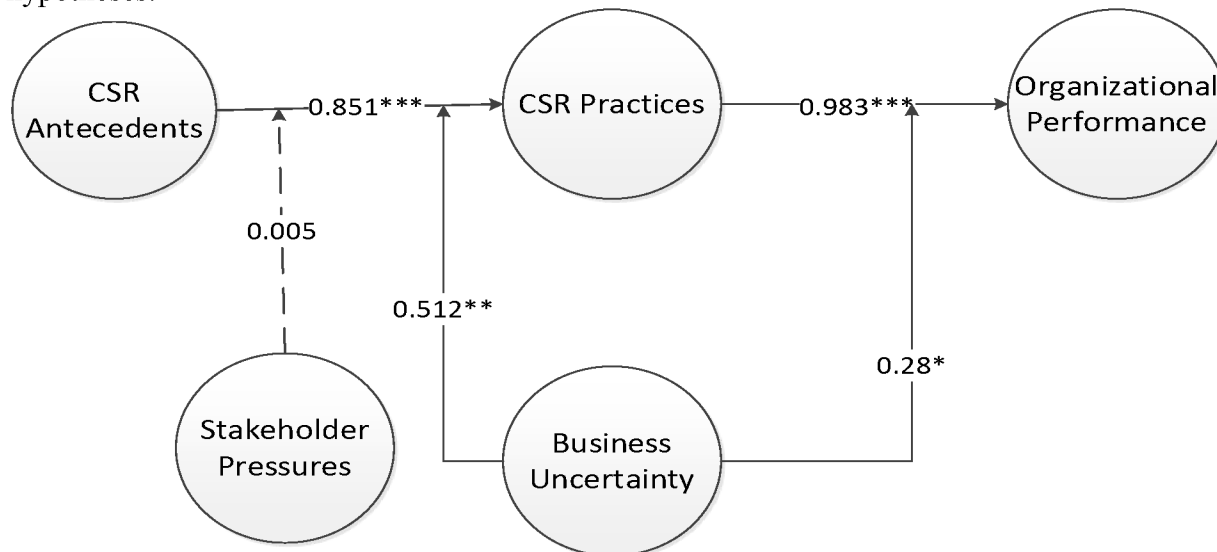 hypotheses.
CSR
Antecedents
0.851***
CSR Practices
0.983***
Organizational
Performance
0.005
0.512**
0.28*
Stakeholder
Pressures
Business
Uncertainty